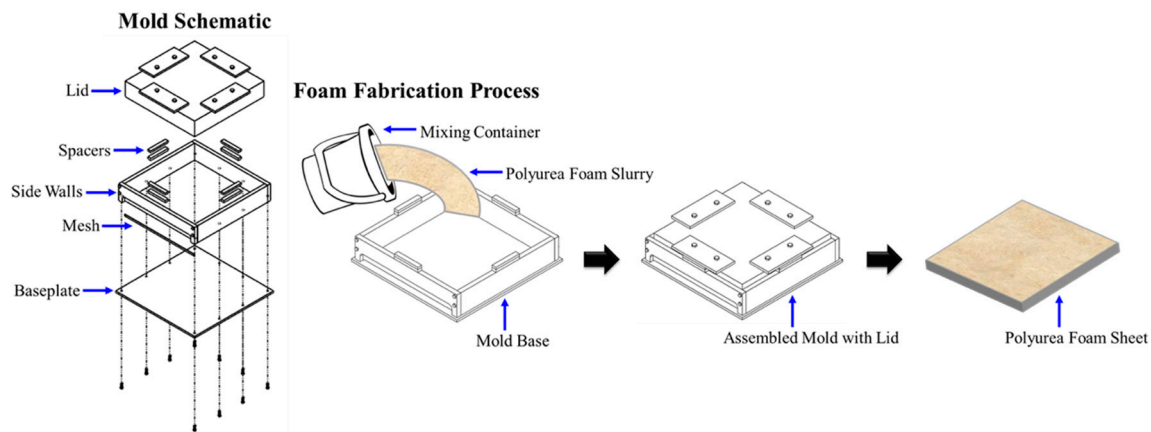 Mold Schematic
Lid
Spacers
Side Walls
Mesh
Baseplate
Foam Fabrication Process
Mixing Container
Polyurea Foam Slurry
Mold Base
Assembled Mold with Lid
Polyurea Foam Sheet